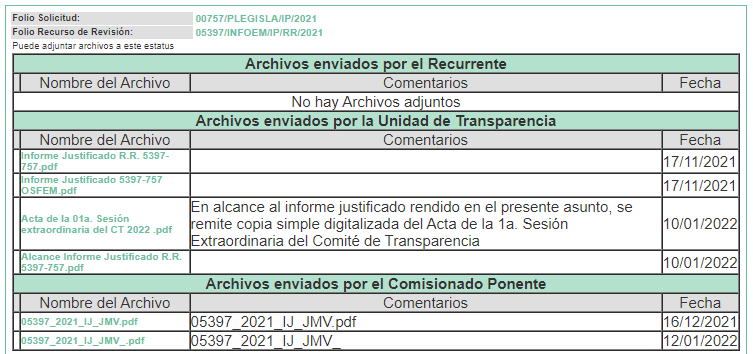 Folio Solicitud: 00757/PLEGISLA/IP/2021
Folio Recurso de Revisión: 05397/INFOEM/IP/RR/2021
Puede adjuntar archivos a este estatus
Archivos enviados por el Recurrente
Nombre del Archivo Comentarios Fecha
No hay Archivos adjuntos
Archivos enviados por la Unidad de Transparencia
Nombre del Archivo Comentarios Fecha
Informe Justificado R.R. 5397-
757.pdf 17/11/2021
Informe Justificado 5397-757
OSFEM.pdf 17/11/2021
Acta de la 01a. Sesión
extraordinaria del CT 2022 .pdf
En alcance al informe justificado rendido en el presente asunto, se
remite copia simple digitalizada del Acta de la 1a. Sesión
Extraordinaria del Comité de Transparencia
10/01/2022
Alcance Informe Justificado R.R.
5397-757.pdf 10/01/2022
Archivos enviados por el Comisionado Ponente
Nombre del Archivo Comentarios Fecha
05397_2021_IJ_JMV.pdf 05397_2021_IJ_JMV.pdf 16/12/2021
05397_2021_IJ_JMV_.pdf 05397_2021_IJ_JMV_ 12/01/2022